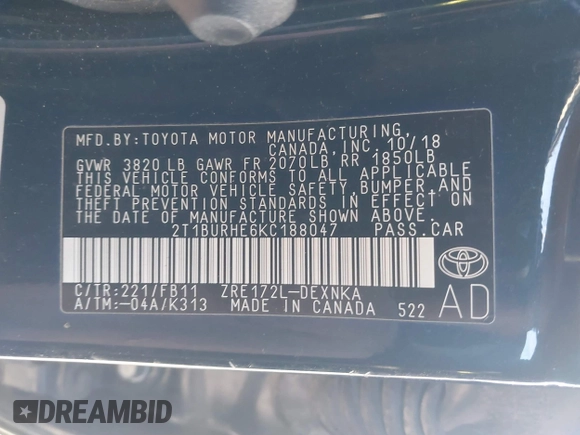 MFD. BY: TOYOTA MOTOR MANUFACTURING,
CANADA, INC. 10/18
GVWR 3820 LB GAWR FR 2070LB RR 1850LB
THIS VEHICLE CONFORMS TO ALL APPLICABLE
FEDERAL MOTOR VEHICLE SAFETY, BUMPER, AND
THEFT PREVENTION STANDARDS IN EFFECT ON
THE DATE OF MANUFACTURE SHOWN ABOVE.
2T1BURHE6KC188047 PASS. CAR
C/TR: 221/FB11 ZRE172L-DEXNKA
A/TM: -04A/K313 MADE IN CANADA 522
AD
DREAMBID